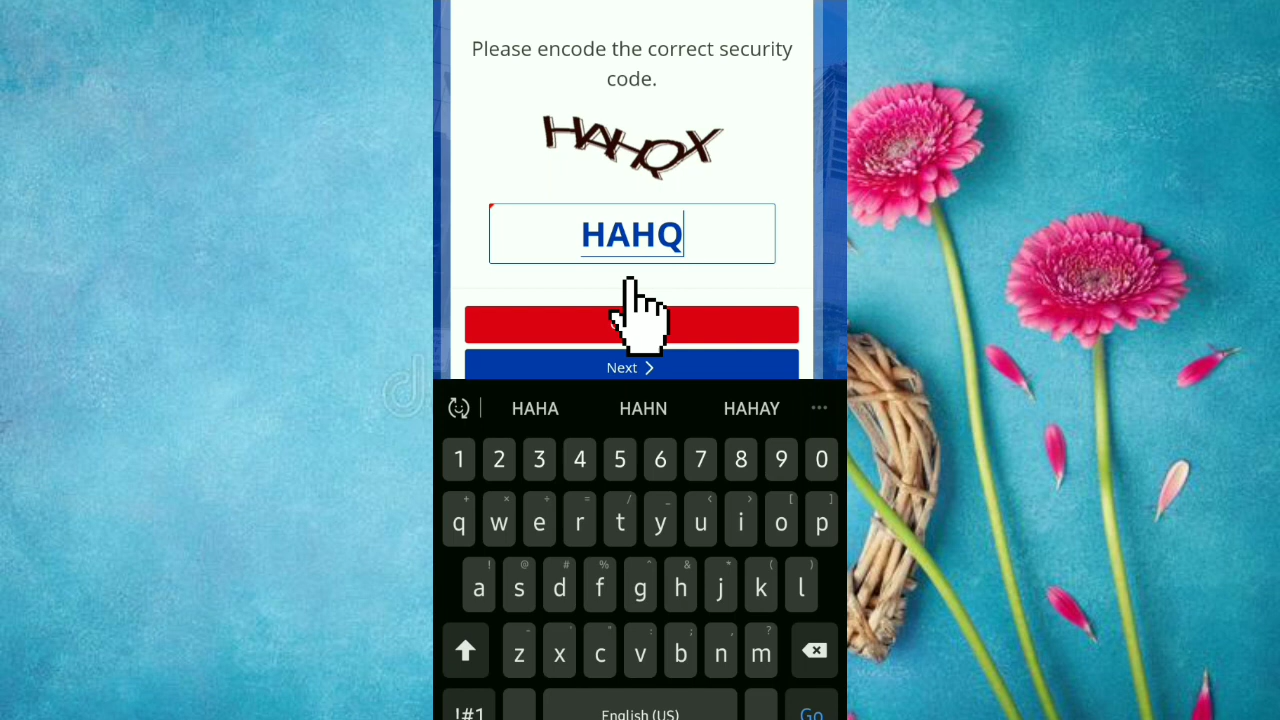 Please encode the correct security
code.
HAHQX
HAHQ
Next
HAHA HAHN HAHAY
1 2 3 4 5 6 7 8 9 0
+ × ÷ = / _ < > [ ]
q w e r t y u i o p
! @ # % ^ & * ( )
a s d f g h j k l
- ' " : ; , ?
z x c v b n m
!#1 English (US) Go